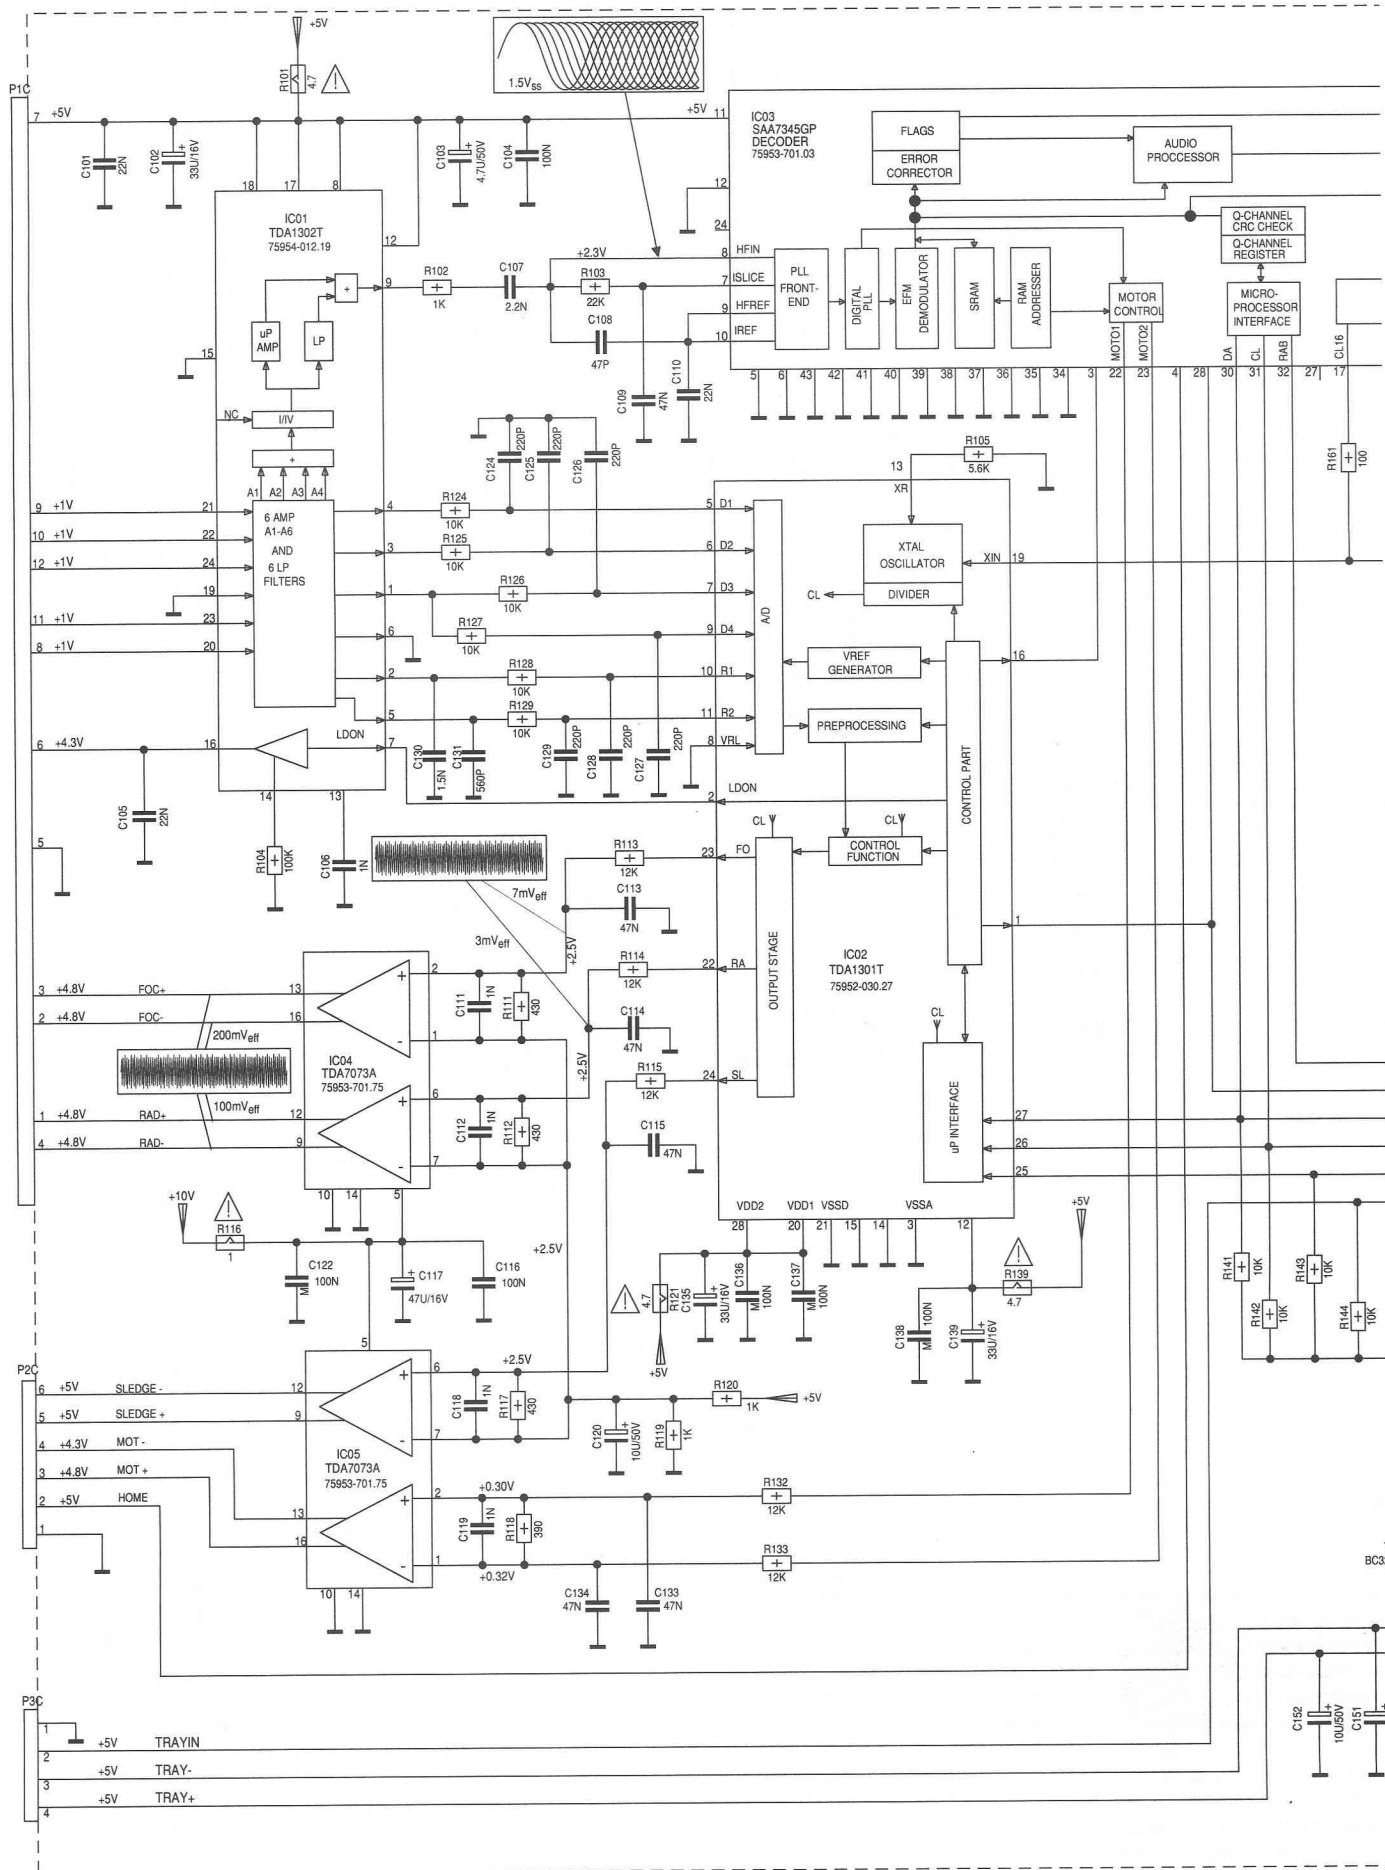 +5V
P1C
R101
4.7
1.5Vss
7 +5V
C101
22N
C102
33U/16V
C103
4.7U/50V
C104
100N
+5V 11
IC03
SAA7345GP
DECODER
75953-701.03
FLAGS
ERROR
CORRECTOR
AUDIO
PROCCESSOR
18 17 8
IC01
TDA1302T
75954-012.19
12
12
24
Q-CHANNEL
CRC CHECK
Q-CHANNEL
REGISTER
+2.3V
8 HFIN
7 ISLICE
9 HFREF
10 IREF
PLL
FRONT-
END
DIGITAL
PLL
EFM
DEMODULATOR
SRAM
RAM
ADDRESSER
MOTOR
CONTROL
MICRO-
PROCESSOR
INTERFACE
MOTO1
MOTO2
DA
CL
RAB
CL16
9
R102
1K
C107
2.2N
R103
22K
C108
47P
C109
47N
C110
22N
+
uP
AMP
LP
15
NC
I/IV
+
5 6 43 42 41 40 39 38 37 36 35 34 3 22 23 4 28 30 31 32 27 17
A1 A2 A3 A4
C124
220P
C125
220P
C126
220P
R105
5.6K
13
XR
R161
100
9 +1V
10 +1V
12 +1V
11 +1V
8 +1V
21
22
24
19
23
20
6 AMP
A1-A6
AND
6 LP
FILTERS
4
3
1
6
2
5
R124
10K
R125
10K
R126
10K
R127
10K
R128
10K
R129
10K
5 D1
6 D2
7 D3
9 D4
10 R1
11 R2
8 VRL
A/D
XTAL
OSCILLATOR
DIVIDER
CL
XIN 19
VREF
GENERATOR
16
PREPROCESSING
CONTROL PART
6 +4.3V
16
LDON
7
C130
1.5N
C131
560P
C129
220P
C128
220P
C127
220P
2
LDON
14
13
C105
22N
R104
100K
C106
1N
5
CL
CL
CONTROL
FUNCTION
7mVeff
3mVeff
R113
12K
23 FO
C113
47N
+2.5V
R114
12K
22 RA
C114
47N
+2.5V
R115
12K
24 SL
C115
47N
OUTPUT STAGE
IC02
TDA1301T
75952-030.27
1
CL
uP INTERFACE
27
26
25
3 +4.8V FOC+ 13
2 +4.8V FOC- 16
200mVeff
100mVeff
1 +4.8V RAD+ 12
4 +4.8V RAD- 9
IC04
TDA7073A
75953-701.75
+
-
+
-
2
1
6
7
C111
1N
R111
430
C112
1N
R112
430
10 14 5
+10V
R116
1
C122
100N
C117
47U/16V
C116
100N
+2.5V
VDD2
28
VDD1
20
VSSD
21 15 14
VSSA
3 12
+5V
R121
4.7
C135
33U/16V
C136
100N
C137
100N
+5V
C138
100N
C139
33U/16V
R139
4.7
R141
10K
R142
10K
R143
10K
R144
10K
P2C
6 +5V SLEDGE - 12
5 +5V SLEDGE + 9
4 +4.3V MOT -
3 +4.8V MOT +
2 +5V HOME
1
13
16
5
IC05
TDA7073A
75953-701.75
+
-
+
-
6
7
2
1
+2.5V
C118
1N
R117
430
C120
10U/50V
R119
1K
R120
1K
+5V
+0.30V
C119
1N
R118
390
+0.32V
R132
12K
R133
12K
C134
47N
C133
47N
10 14
BC3
P3C
1
+5V TRAYIN
2
+5V TRAY-
3
+5V TRAY+
4
C152
10U/50V
C151